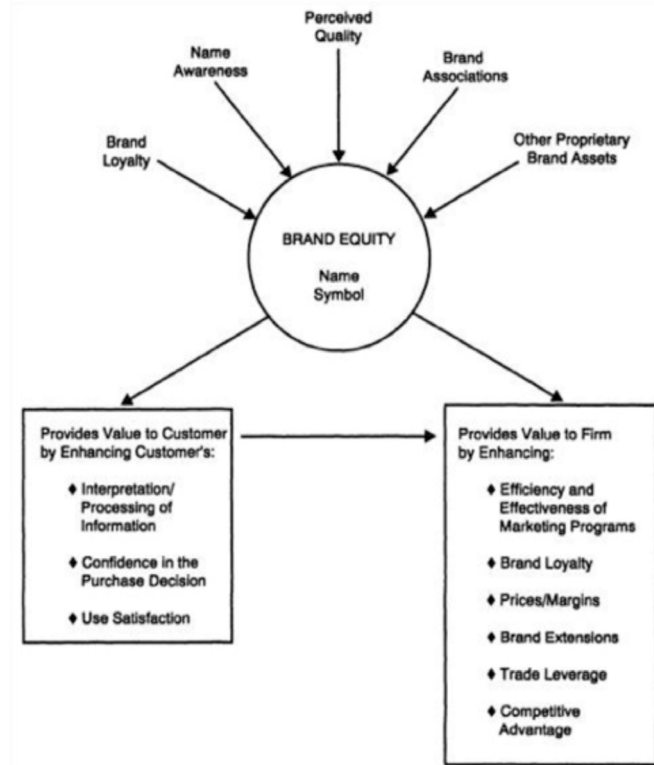 Perceived
Quality
Name
Awareness
Brand
Associations
Brand
Loyalty
Other Proprietary
Brand Assets
BRAND EQUITY
Name
Symbol
Provides Value to Customer
by Enhancing Customer's:
♦ Interpretation/
Processing of
Information
♦ Confidence in the
Purchase Decision
♦ Use Satisfaction
Provides Value to Firm
by Enhancing:
♦ Efficiency and
Effectiveness of
Marketing Programs
♦ Brand Loyalty
♦ Prices/Margins
♦ Brand Extensions
♦ Trade Leverage
♦ Competitive
Advantage